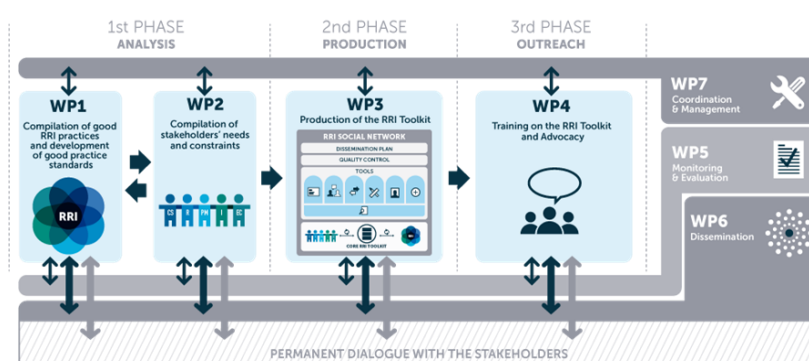 1st PHASE
ANALYSIS
2nd PHASE
PRODUCTION
3rd PHASE
OUTREACH
WP1
Compilation of good
RRI practices
and development
of good practice
standards
RRI
WP2
Compilation of
stakeholders' needs
and constraints
CS
PM
I
EC
WP3
Production of the RRI Toolkit
RRI SOCIAL NETWORK
DISSEMINATION PLAN
QUALITY CONTROL
TOOLS
CORE RRI TOOLKIT
WP4
Training on the RRI Toolkit
and Advocacy
WP7
Coordination
& Management
WP5
Monitoring
& Evaluation
WP6
Dissemination
PERMANENT DIALOGUE WITH THE STAKEHOLDERS